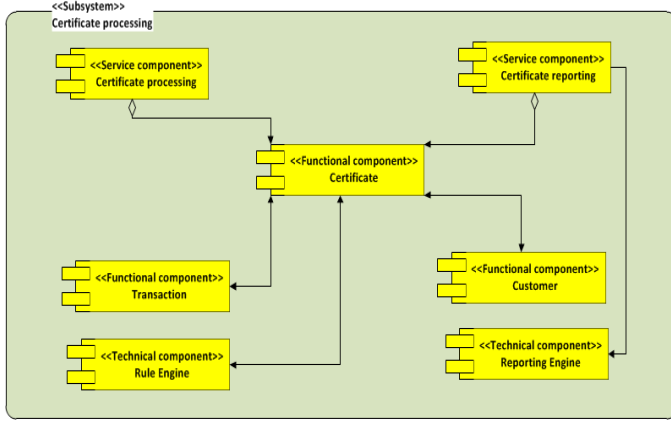 <<Subsystem>>
Certificate processing
<<Service component>>
Certificate processing
<<Service component>>
Certificate reporting
<<Functional component>>
Certificate
<<Functional component>>
Transaction
<<Functional component>>
Customer
<<Technical component>>
Rule Engine
<<Technical component>>
Reporting Engine